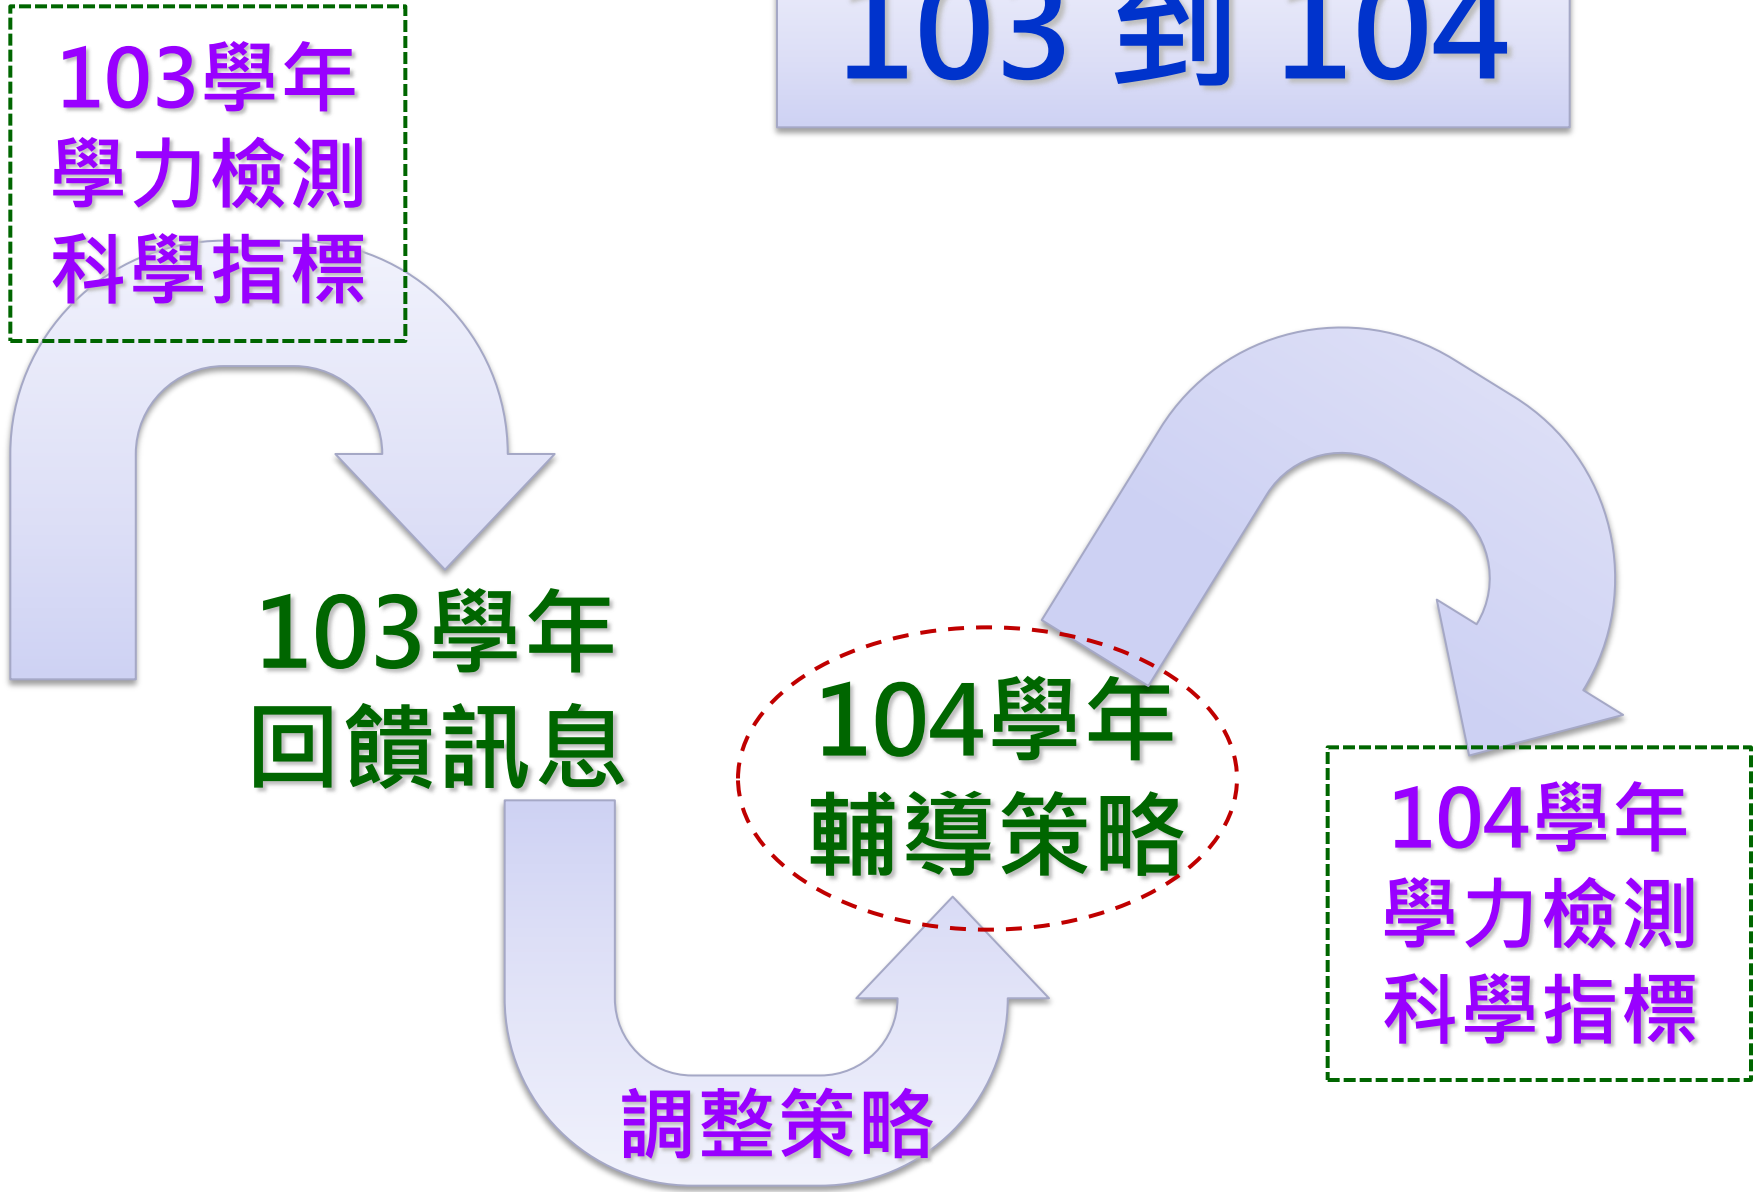 103 到 104
103學年
學力檢測
科學指標
103學年
回饋訊息
104學年
輔導策略
調整策略
104學年
學力檢測
科學指標